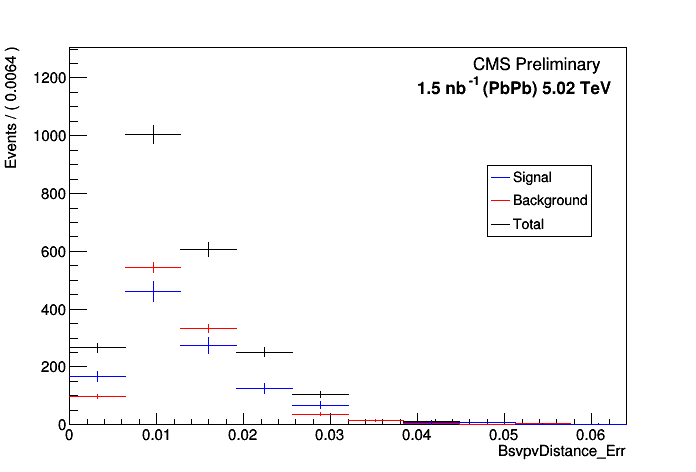 CMS Preliminary
1.5 nb-1 (PbPb) 5.02 TeV
Events / ( 0.0064 )
1200
1000
800
600
400
200
0
Signal
Background
Total
0 0.01 0.02 0.03 0.04 0.05 0.06
BsvpvDistance_Err